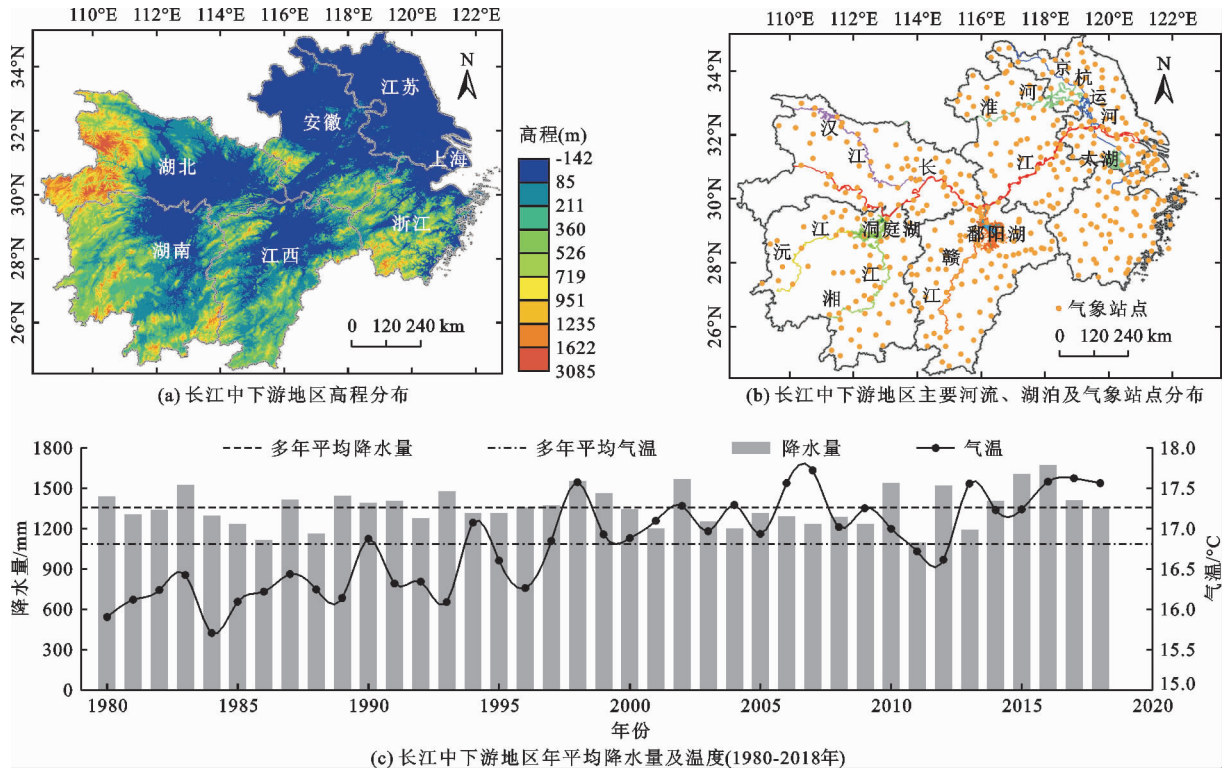 110°E 112°E 114°E 116°E 118°E 120°E 122°E
34°N
32°N
30°N
28°N
26°N
N
江苏
安徽
上海
湖北
浙江
湖南
江西
0 120 240 km
高程(m)
-142
85
211
360
526
719
951
1235
1622
3085
(a) 长江中下游地区高程分布
110°E 112°E 114°E 116°E 118°E 120°E 122°E
34°N
32°N
30°N
28°N
26°N
N
京
杭
运
河
淮
河
汉
江
长
江
太湖
洞庭湖
鄱阳湖
沅
江
湘
江
赣
江
气象站点
0 120 240 km
(b) 长江中下游地区主要河流、湖泊及气象站点分布
多年平均降水量 多年平均气温 降水量 气温
降水量/mm
1800
1500
1200
900
600
300
0
18.0
17.5
17.0
16.5
16.0
15.5
15.0
气温/°C
1980 1985 1990 1995 2000 2005 2010 2015 2020
年份
(c) 长江中下游地区年平均降水量及温度(1980-2018年)